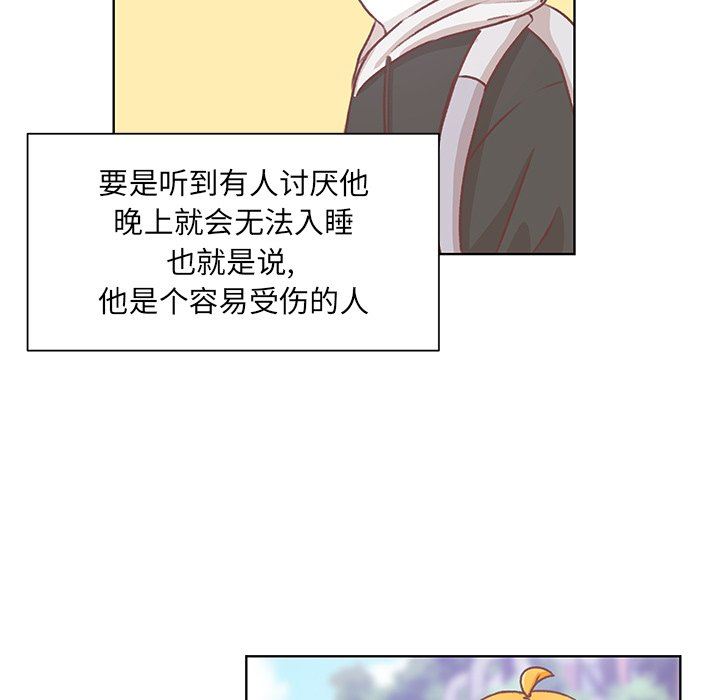 要是听到有人讨厌他
晚上就会无法入睡
也就是说,
他是个容易受伤的人